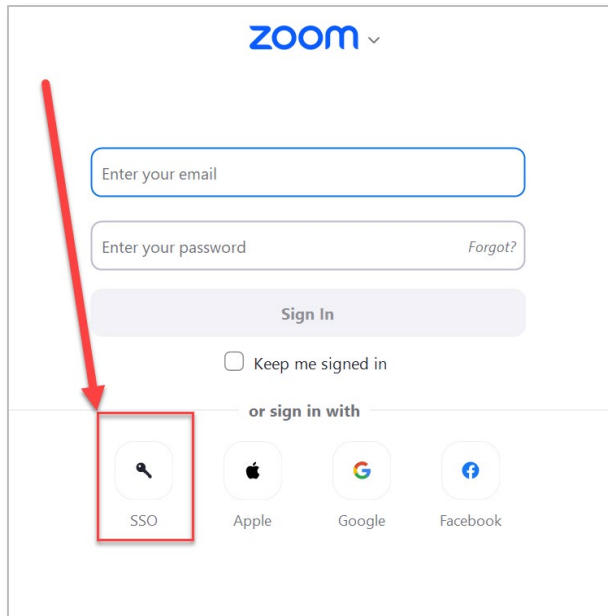 zoom
Enter your email
Enter your password Forgot?
Sign In
Keep me signed in
or sign in with
SSO Apple Google Facebook